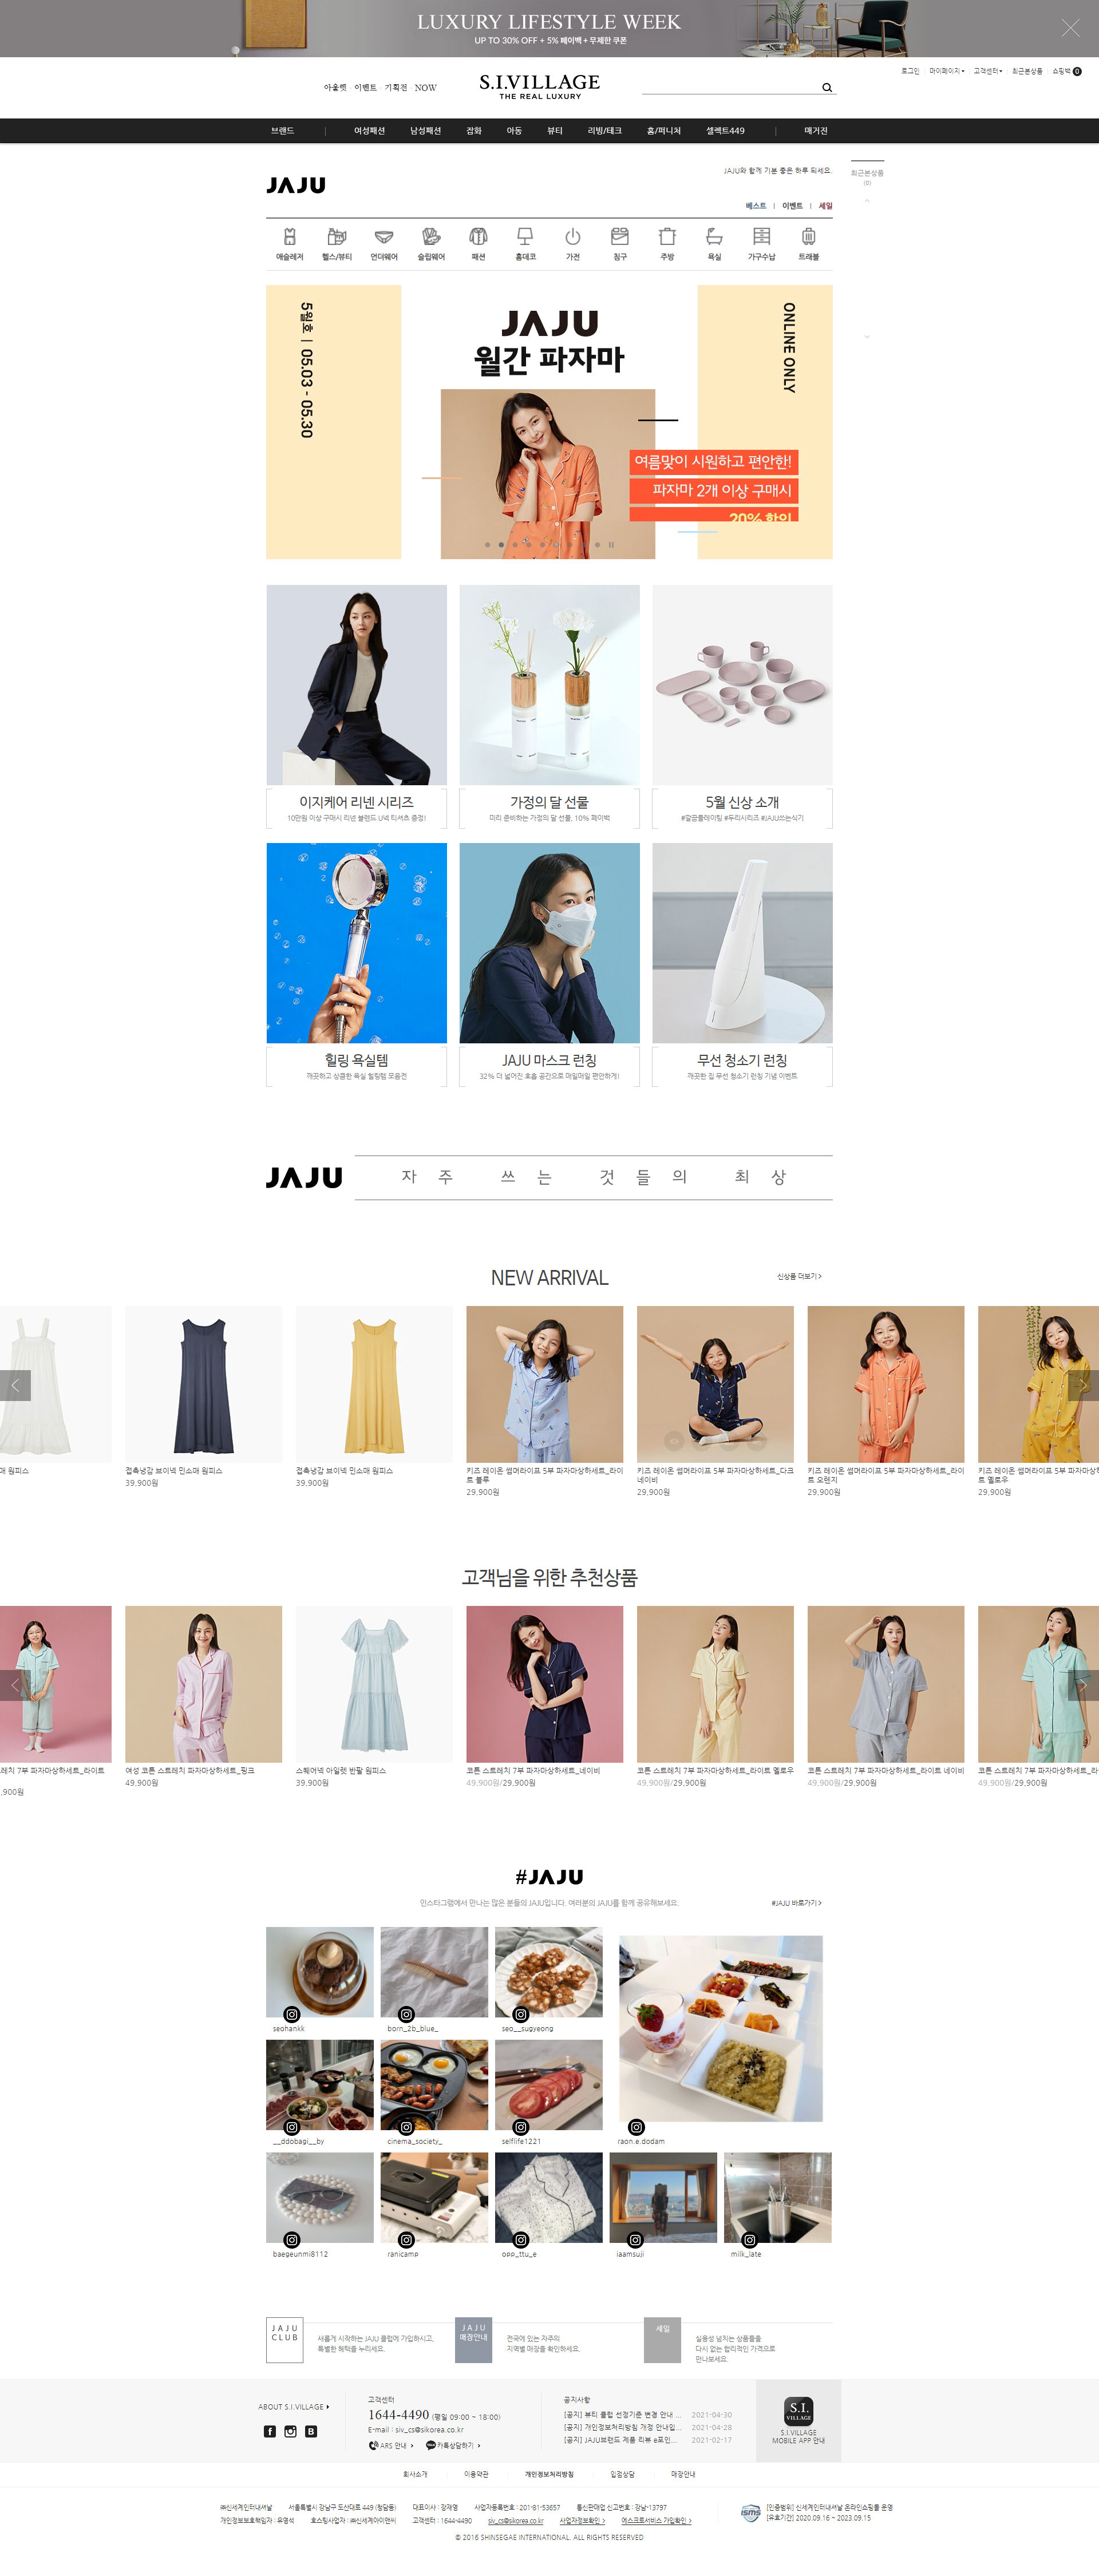 LUXURY LIFESTYLE WEEK
UP TO 30% OFF + 5% 페이백 + 무제한 쿠폰
로그인 마이페이지 고객센터 최근본상품 쇼핑백 0
아울렛 · 이벤트 · 기획전 · NOW
S.I.VILLAGE
THE REAL LUXURY
브랜드 | 여성패션 남성패션 잡화 아동 뷰티 리빙/테크 홈/퍼니처 셀렉트449 | 매거진
JAJU
JAJU와 함께 기분 좋은 하루 되세요.
베스트 | 이벤트 | 세일
최근본상품
(0)
애슬레저 헬스/뷰티 언더웨어 슬립웨어 패션 홈데코 가전 침구 주방 욕실 가구수납 트래블
5월호 | 05.03 - 05.30
JAJU
월간 파자마
ONLINE ONLY
여름맞이 시원하고 편안한!
파자마 2개 이상 구매시
20% 할인
이지케어 리넨 시리즈
10만원 이상 구매시 리넨 블렌드 U넥 티셔츠 증정!
가정의 달 선물
미리 준비하는 가정의 달 선물, 10% 페이백
5월 신상 소개
#깔끔플레이팅 #두리시리즈 #JAJU쓰는식기
힐링 욕실템
깨끗하고 상쾌한 욕실 힐링템 모음전
JAJU 마스크 런칭
32% 더 넓어진 호흡 공간으로 매일매일 편안하게!
무선 청소기 런칭
깨끗한 집 무선 청소기 런칭 기념 이벤트
JAJU
자주 쓰는 것들의 최상
NEW ARRIVAL
신상품 더보기 >
매 원피스
접촉냉감 브이넥 민소매 원피스
39,900원
접촉냉감 브이넥 민소매 원피스
39,900원
키즈 레이온 썸머라이프 5부 파자마상하세트_라이
트 블루
29,900원
키즈 레이온 썸머라이프 5부 파자마상하세트_다크
네이비
29,900원
키즈 레이온 썸머라이프 5부 파자마상하세트_라이
트 오렌지
29,900원
키즈 레이온 썸머라이프 5부 파자마상하
트 옐로우
29,900원
고객님을 위한 추천상품
레치 7부 파자마상하세트_라이트
,900원
여성 코튼 스트레치 파자마상하세트_핑크
49,900원
스퀘어넥 아일렛 반팔 원피스
39,900원
코튼 스트레치 7부 파자마상하세트_네이비
49,900원/29,900원
코튼 스트레치 7부 파자마상하세트_라이트 옐로우
49,900원/29,900원
코튼 스트레치 7부 파자마상하세트_라이트 네이비
49,900원/29,900원
코튼 스트레치 7부 파자마상하세트_라
49,900원/29,900원
#JAJU
인스타그램에서 만나는 많은 분들의 JAJU입니다. 여러분의 JAJU를 함께 공유해보세요.
#JAJU 바로가기 >
seohankk
born_2b_blue_
seo__sugyeong
__ddobagi__by
cinema_society_
selflife1221
raon.e.dodam
baegeunmi8112
ranicamp
opp_ttu_e
iaamsuji
milk_late
JAJU
CLUB
새롭게 시작하는 JAJU 클럽에 가입하시고,
특별한 혜택을 누리세요.
JAJU
매장안내
전국에 있는 자주의
지역별 매장을 확인하세요.
세일
실용성 넘치는 상품들을
다시 없는 합리적인 가격으로
만나보세요.
ABOUT S.I.VILLAGE
고객센터
1644-4490 (평일 09:00 ~ 18:00)
E-mail : siv_cs@sikorea.co.kr
ARS 안내
카톡상담하기
공지사항
[공지] 뷰티 클럽 선정기준 변경 안내 ... 2021-04-30
[공지] 개인정보처리방침 개정 안내입... 2021-04-28
[공지] JAJU브랜드 제품 리뷰 e포인... 2021-02-17
S.I.
VILLAGE
S.I.VILLAGE
MOBILE APP 안내
회사소개 이용약관 개인정보처리방침 입점상담 매장안내
㈜신세계인터내셔날 서울특별시 강남구 도산대로 449 (청담동) 대표이사 : 장재영 사업자등록번호 : 201-81-53657 통신판매업 신고번호 : 강남-13797
개인정보보호책임자 : 유영석 호스팅사업자 : ㈜신세계아이앤씨 고객센터 : 1644-4490 siv_cs@sikorea.co.kr 사업자정보확인 > 에스크로서비스 가입확인 >
isms
[인증범위] 신세계인터내셔날 온라인쇼핑몰 운영
[유효기간] 2020.09.16 ~ 2023.09.15
© 2016 SHINSEGAE INTERNATIONAL. ALL RIGHTS RESERVED